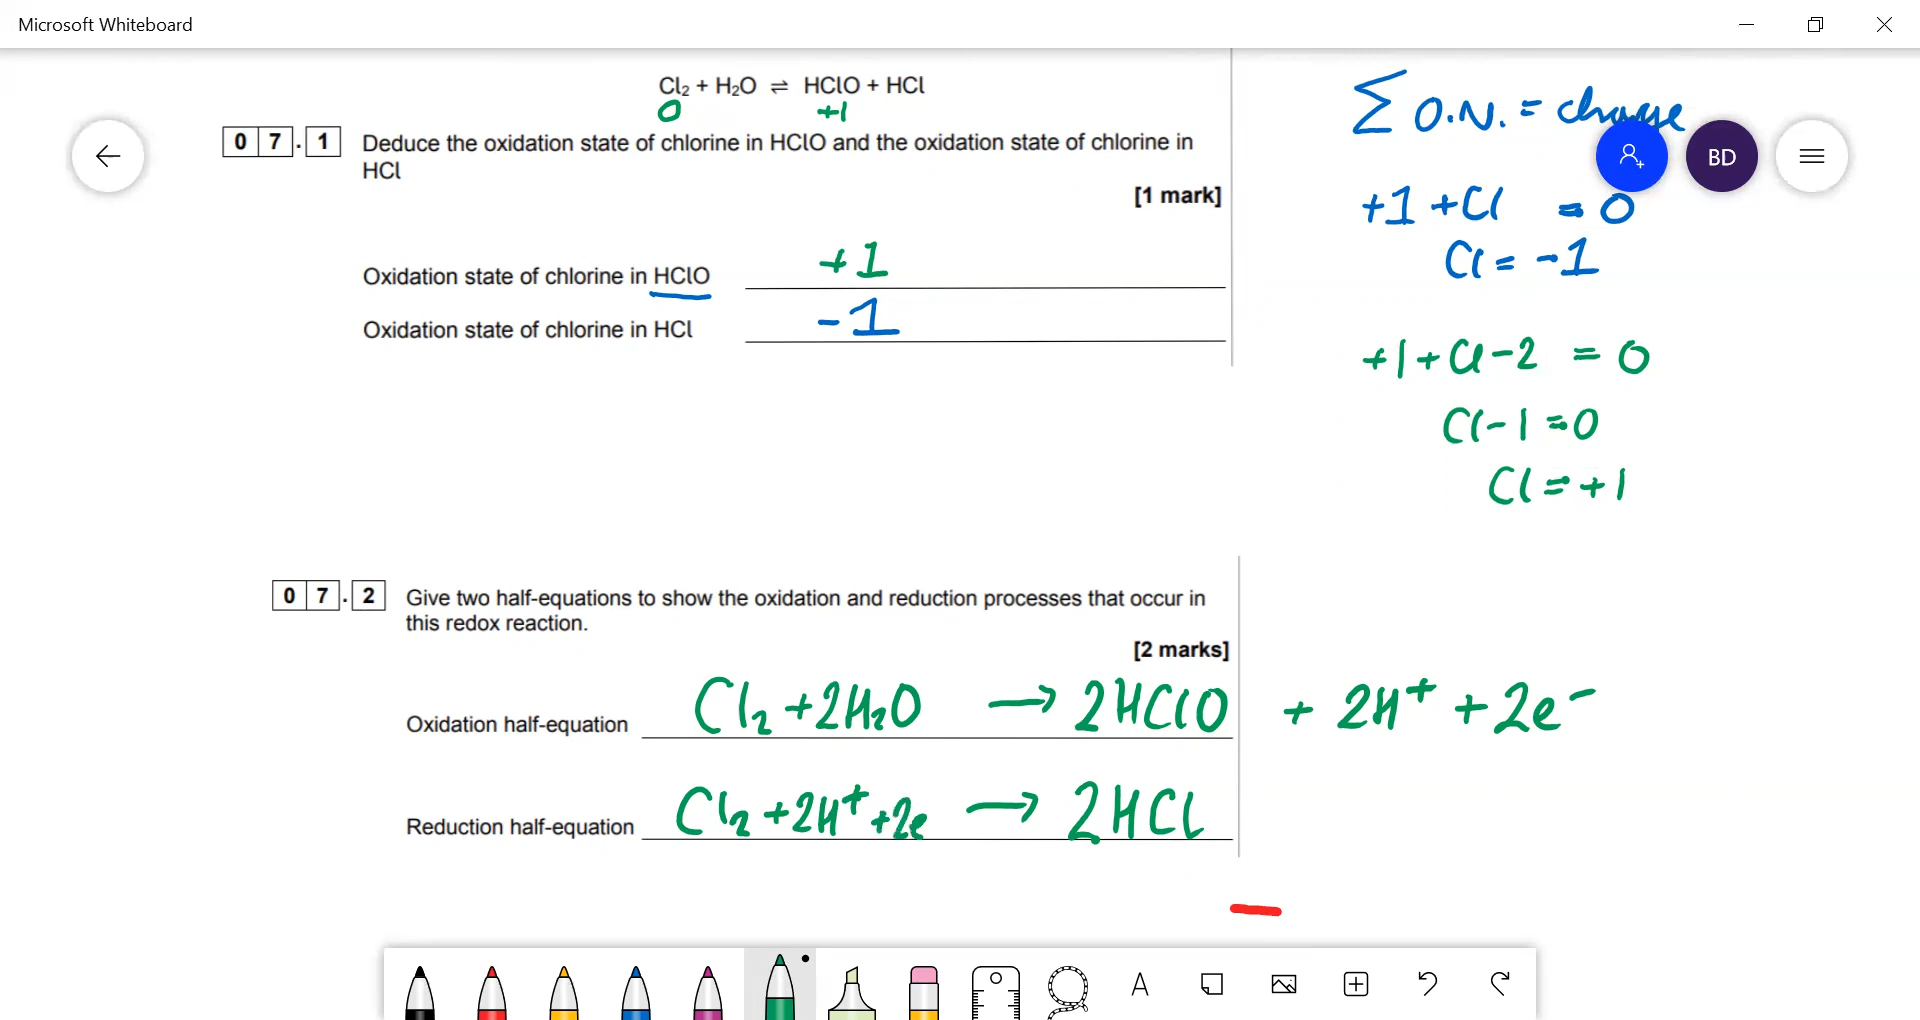 Microsoft Whiteboard
Cl₂ + H₂O ⇌ HClO + HCl
0 +1
0 7 . 1 Deduce the oxidation state of chlorine in HClO and the oxidation state of chlorine in
HCl
[1 mark]
Oxidation state of chlorine in HClO +1
Oxidation state of chlorine in HCl -1
Σ O.N. = charge
BD
+1 + Cl = 0
Cl = -1
+1 + Cl - 2 = 0
Cl - 1 = 0
Cl = +1
0 7 . 2 Give two half-equations to show the oxidation and reduction processes that occur in
this redox reaction.
[2 marks]
Oxidation half-equation Cl₂ + 2H₂O → 2HClO + 2H⁺ + 2e⁻
Reduction half-equation Cl₂ + 2H⁺ + 2e → 2HCl
A